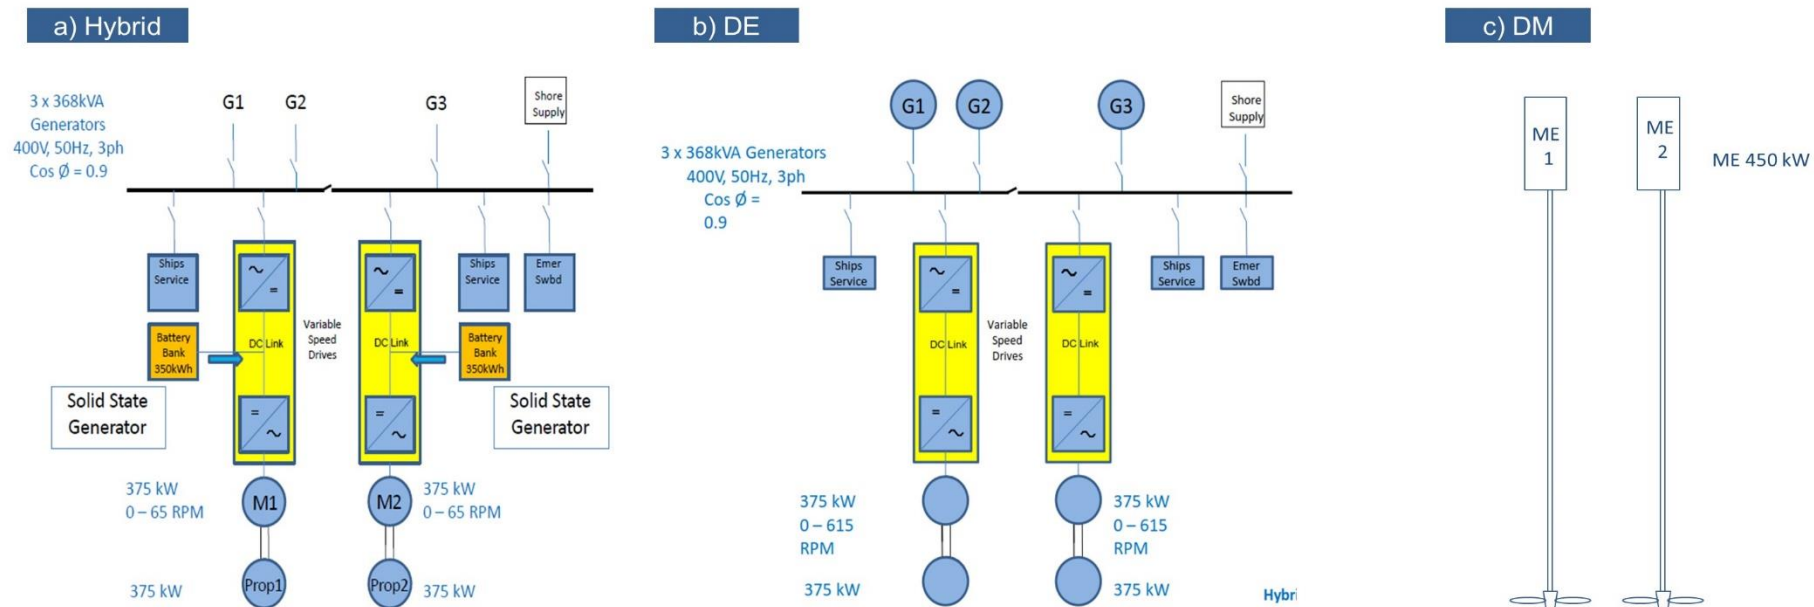 a) Hybrid
3 x 368kVA
Generators
400V, 50Hz, 3ph
Cos Ø = 0.9
G1
G2
G3
Shore
Supply
Ships
Service
~
=
~
=
Ships
Service
Emer
Swbd
Battery
Bank
350kWh
DC Link
Variable
Speed
Drives
DC Link
Battery
Bank
350kWh
Solid State
Generator
Solid State
Generator
=
~
=
~
375 kW
0 – 65 RPM
M1
M2
375 kW
0 – 65 RPM
375 kW
Prop1
Prop2
375 kW
b) DE
G1
G2
G3
Shore
Supply
3 x 368kVA Generators
400V, 50Hz, 3ph
Cos Ø =
0.9
Ships
Service
~
=
~
=
Ships
Service
Emer
Swbd
DC Link
Variable
Speed
Drives
DC Link
=
~
=
~
375 kW
0 – 615
RPM
375 kW
0 – 615
RPM
375 kW
375 kW
Hybri
c) DM
ME
1
ME
2
ME 450 kW